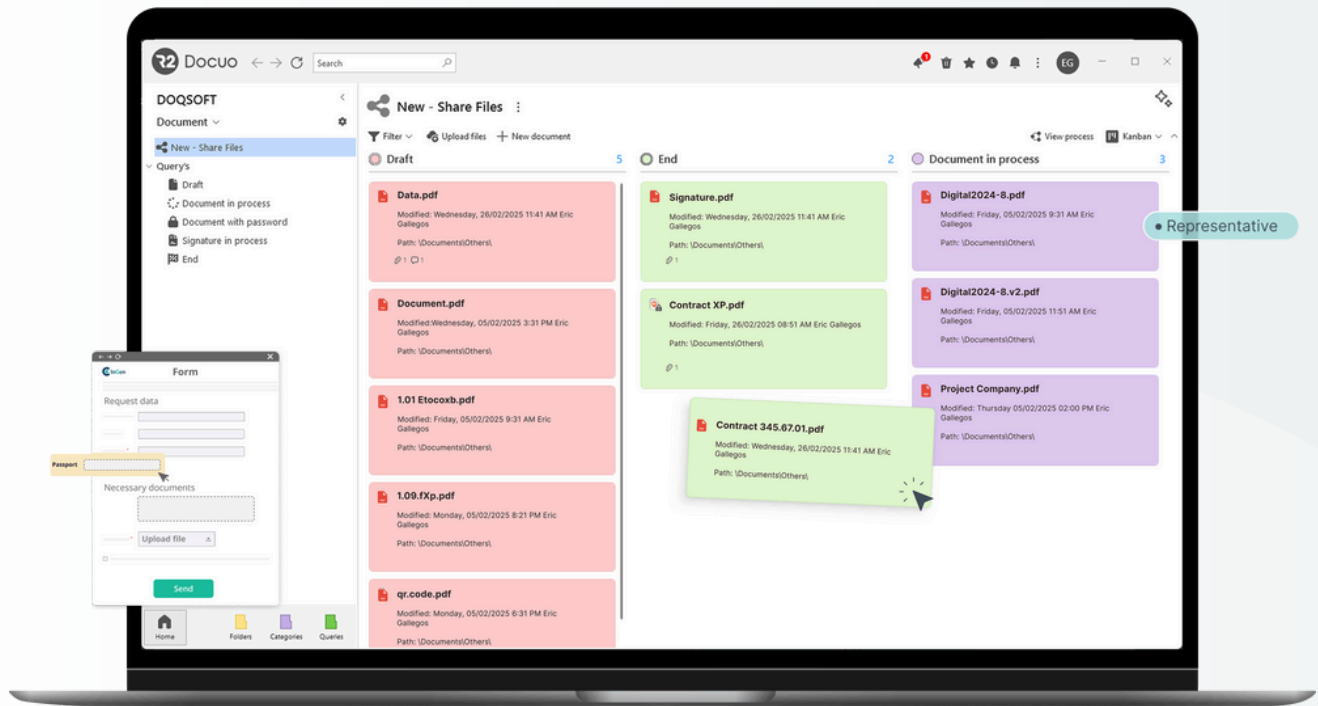 R2 Docuo
Search
1
EG
DOQSOFT
Document
New - Share Files
Query's
Draft
Document in process
Document with password
Signature in process
End
Home
Folders
Categories
Queries
New - Share Files
Filter
Upload files
New document
View process
Kanban
Draft 5
Data.pdf
Modified: Wednesday, 26/02/2025 11:41 AM Eric
Gallegos
Path: \Documents\Others\
1 1
Document.pdf
Modified:Wednesday, 05/02/2025 3:31 PM Eric
Gallegos
Path: \Documents\Others\
1.01 Etocoxb.pdf
Modified: Friday, 05/02/2025 9:31 AM Eric
Gallegos
Path: \Documents\Others\
1.09.fXp.pdf
Modified: Monday, 05/02/2025 8:21 PM Eric
Gallegos
Path: \Documents\Others\
qr.code.pdf
Modified: Monday, 05/02/2025 6:31 PM Eric
Gallegos
Path: \Documents\Others\
End 2
Signature.pdf
Modified: Wednesday, 26/02/2025 11:41 AM Eric
Gallegos
Path: \Documents\Others\
1
Contract XP.pdf
Modified: Friday, 26/02/2025 08:51 AM Eric Gallegos
Path: \Documents\Others\
1
Contract 345.67.01.pdf
Modified: Wednesday, 26/02/2025 11:41 AM Eric
Gallegos
Path: \Documents\Others\
Document in process 3
Digital2024-8.pdf
Modified: Friday, 05/02/2025 9:31 AM Eric
Gallegos
Path: \Documents\Others\
Digital2024-8.v2.pdf
Modified: Friday, 05/02/2025 11:51 AM Eric
Gallegos
Path: \Documents\Others\
Project Company.pdf
Modified: Thursday 05/02/2025 02:00 PM Eric
Gallegos
Path: \Documents\Others\
Representative
Form
Request data
Passport
Necessary documents
Upload file
Send